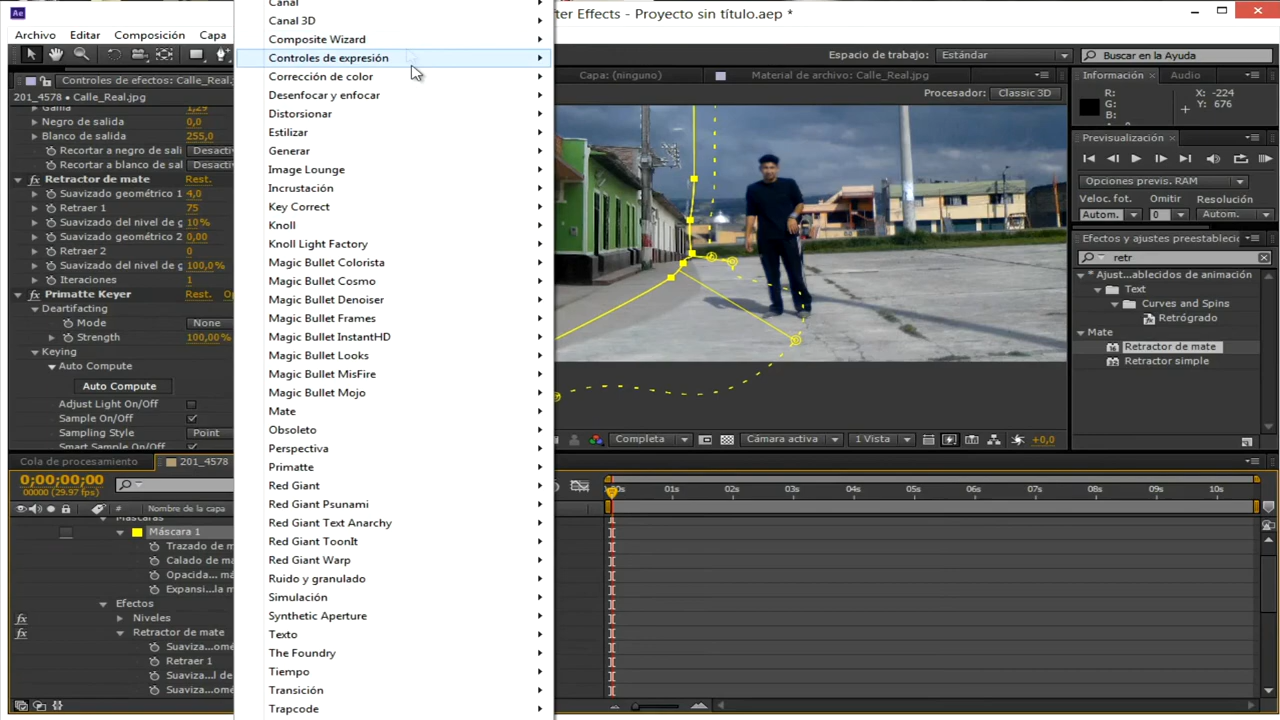 Ae
ter Effects - Proyecto sin título.aep *
Archivo Editar Composición Capa
Espacio de trabajo: Estándar
Buscar en la Ayuda
Controles de efectos: Calle_Real.
Capa: (ninguno)
Material de archivo: Calle_Real.jpg
Información Audio
201_4578 • Calle_Real.jpg
Procesador: Classic 3D
R:
G:
B:
X: -224
Y: 676
Gama 1,29
Negro de salida 0,0
Blanco de salida 255,0
Recortar a negro de sali Desacti
Recortar a blanco de sal Desacti
Retractor de mate Rest.
Suavizado geométrico 1 4,0
Retraer 1 75
Suavizado del nivel de g 10 %
Suavizado geométrico 2 0,00
Retraer 2 0
Suavizado del nivel de g 100,0 %
Iteraciones 1
Primatte Keyer Rest.
Deartifacting
Mode None
Strength 100,00 %
Keying
Auto Compute
Auto Compute
Adjust Light On/Off
Sample On/Off
Sampling Style Point
Smart Sample On/Off
Canal
Canal 3D
Composite Wizard
Controles de expresión
Corrección de color
Desenfocar y enfocar
Distorsionar
Estilizar
Generar
Image Lounge
Incrustación
Key Correct
Knoll
Knoll Light Factory
Magic Bullet Colorista
Magic Bullet Cosmo
Magic Bullet Denoiser
Magic Bullet Frames
Magic Bullet InstantHD
Magic Bullet Looks
Magic Bullet MisFire
Magic Bullet Mojo
Mate
Obsoleto
Perspectiva
Primatte
Red Giant
Red Giant Psunami
Red Giant Text Anarchy
Red Giant ToonIt
Red Giant Warp
Ruido y granulado
Simulación
Synthetic Aperture
Texto
The Foundry
Tiempo
Transición
Trapcode
Previsualización
Opciones previs. RAM
Veloc. fot. Omitir Resolución
Autom. 0 Autom.
Efectos y ajustes preestableci
retr
* Ajust...ablecidos de animación
Text
Curves and Spins
Retrógrado
Mate
Retractor de mate
Retractor simple
Completa
Cámara activa
1 Vista
+0,0
Cola de procesamiento
201_4578
0;00;00;00
00000 (29.97 fps)
Nombre de la capa
Máscaras
Máscara 1
Trazado de m
Calado de má
Opacida... má
Expansi...la m
Efectos
Niveles
Retractor de mate
Suaviza...omé
Retraer 1
Suaviza...l de
Suaviza...omé
01s 02s 03s 04s 05s 06s 07s 08s 09s 10s